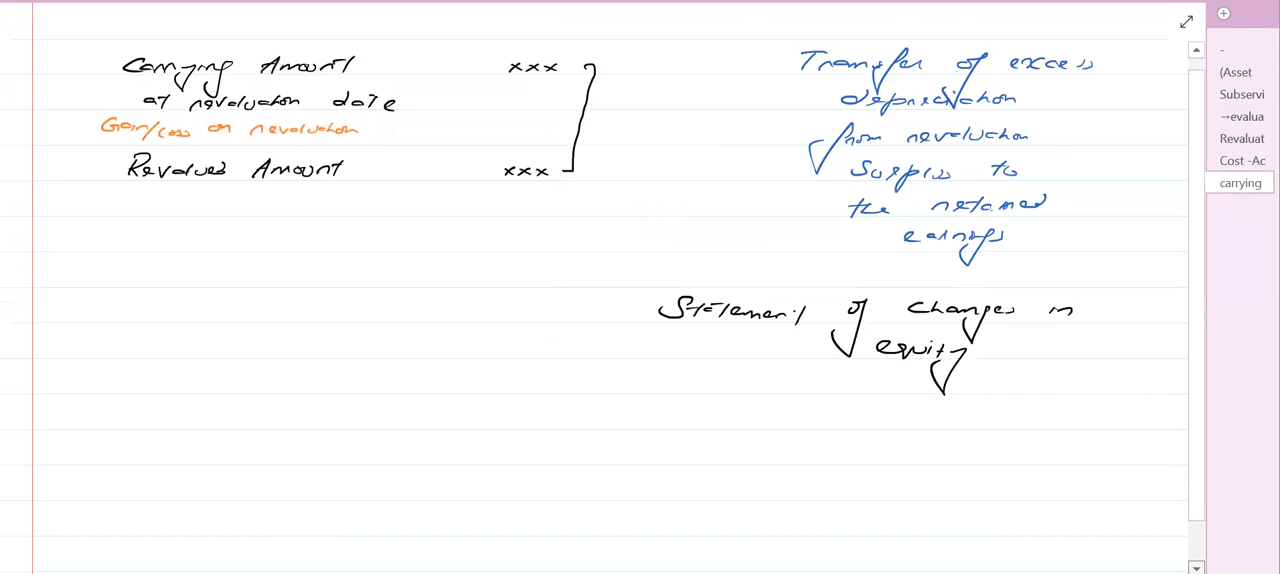 Carrying Amount xxx
at revaluation date
Gain/Loss on revaluation
Revalued Amount xxx
Transfer of excess
depreciation
from revaluation
Surplus to
the retained
earnings
Statement of changes in
equity
-
(Asset
Subservi
→evalua
Revaluat
Cost -Ac
carrying